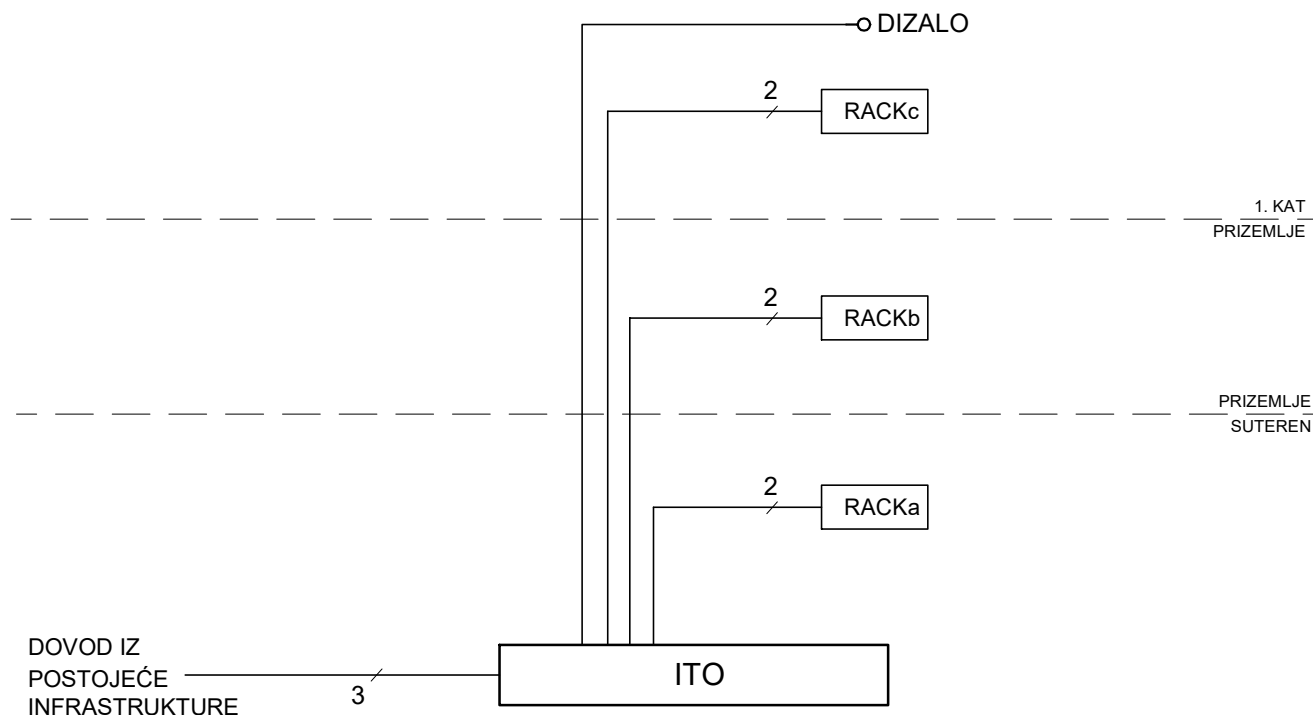 DIZALO
2
RACKc
1. KAT
PRIZEMLJE
2
RACKb
PRIZEMLJE
SUTEREN
2
RACKa
DOVOD IZ
POSTOJEĆE
INFRASTRUKTURE
3
ITO